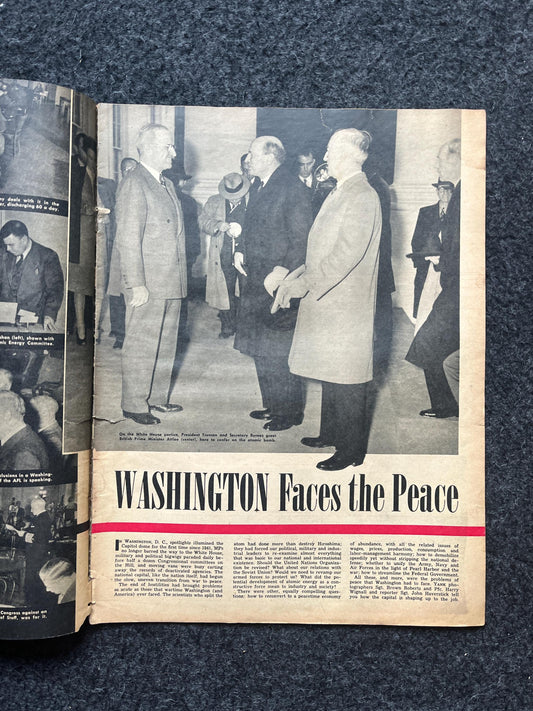 ny deals with it in the
er, discharging 60 a day.
hon (left), shown with
ic Energy Committee.
clusions in a Washing-
f the AFL is speaking.
Congress against an
of Staff, was for it.
On the White House portico, President Truman and Secretary Byrnes greet
British Prime Minister Attlee (center), here to confer on the atomic bomb.
WASHINGTON Faces the Peace
IN WASHINGTON, D. C., spotlights illumined the
Capitol dome for the first time since 1941, MPs
no longer barred the way to the White House,
military and political bigwigs paraded daily be-
fore half a dozen Congressional committees on
the Hill, and moving vans were busy carting
away the records of discontinued agencies. The
national capital, like the nation itself, had begun
the slow, uneven transition from war to peace.
The end of hostilities had brought problems
as acute as those that wartime Washington (and
America) ever faced. The scientists who split the
atom had done more than destroy Hiroshima;
they had forced our political, military and indus-
trial leaders to re-examine almost everything
that was basic to our national and international
existence. Should the United Nations Organiza-
tion be revised? What about our relations with
the Soviet Union? Would we need to revamp our
armed forces to protect us? What did the po-
tential development of atomic energy as a con-
structive force mean to industry and society?
There were other, equally compelling ques-
tions: how to reconvert to a peacetime economy
of abundance, with all the related issues of
wages, prices, production, consumption and
labor-management harmony; how to demobilize
speedily yet without stripping the national de-
fense; whether to unify the Army, Navy and
Air Forces in the light of Pearl Harbor and the
war; how to streamline the Federal Government.
All these, and more, were the problems of
peace that Washington had to face. YANK pho-
tographers Sgt. Brown Roberts and Pfc. Harry
Wignall and reporter Sgt. John Haverstick tell
you how the capital is shaping up to the job.